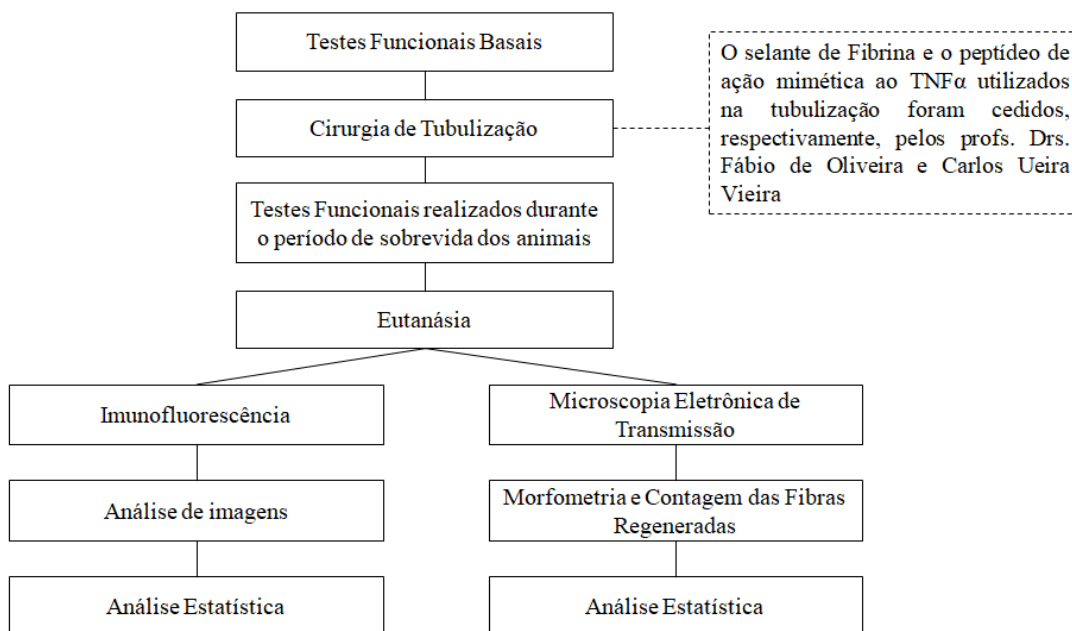 Testes Funcionais Basais
O selante de Fibrina e o peptídeo de
ação mimética ao TNFα utilizados
na tubulização foram cedidos,
respectivamente, pelos profs. Drs.
Fábio de Oliveira e Carlos Ueira
Vieira
Cirurgia de Tubulização
Testes Funcionais realizados durante
o período de sobrevida dos animais
Eutanásia
Imunofluorescência
Microscopia Eletrônica de
Transmissão
Análise de imagens
Morfometria e Contagem das Fibras
Regeneradas
Análise Estatística
Análise Estatística